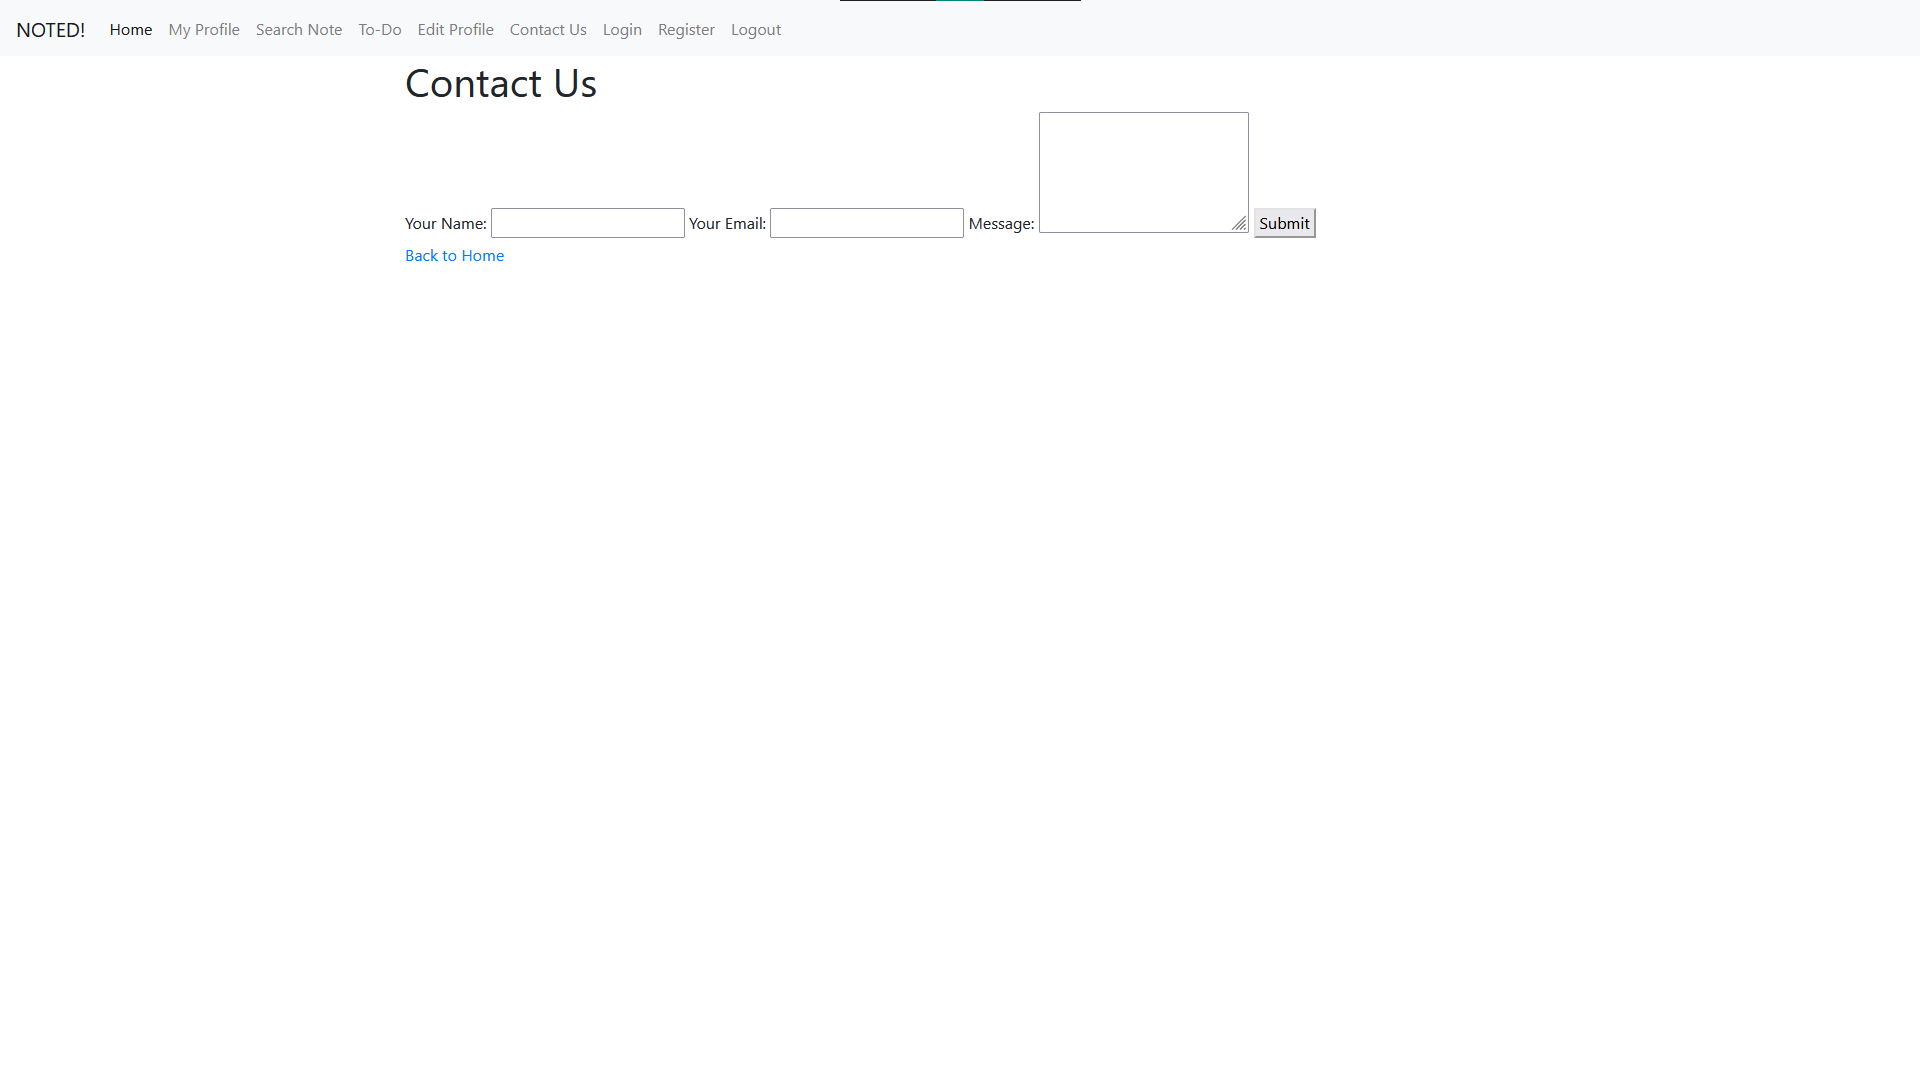 NOTED! Home My Profile Search Note To-Do Edit Profile Contact Us Login Register Logout
Contact Us
Your Name: Your Email: Message: Submit
Back to Home